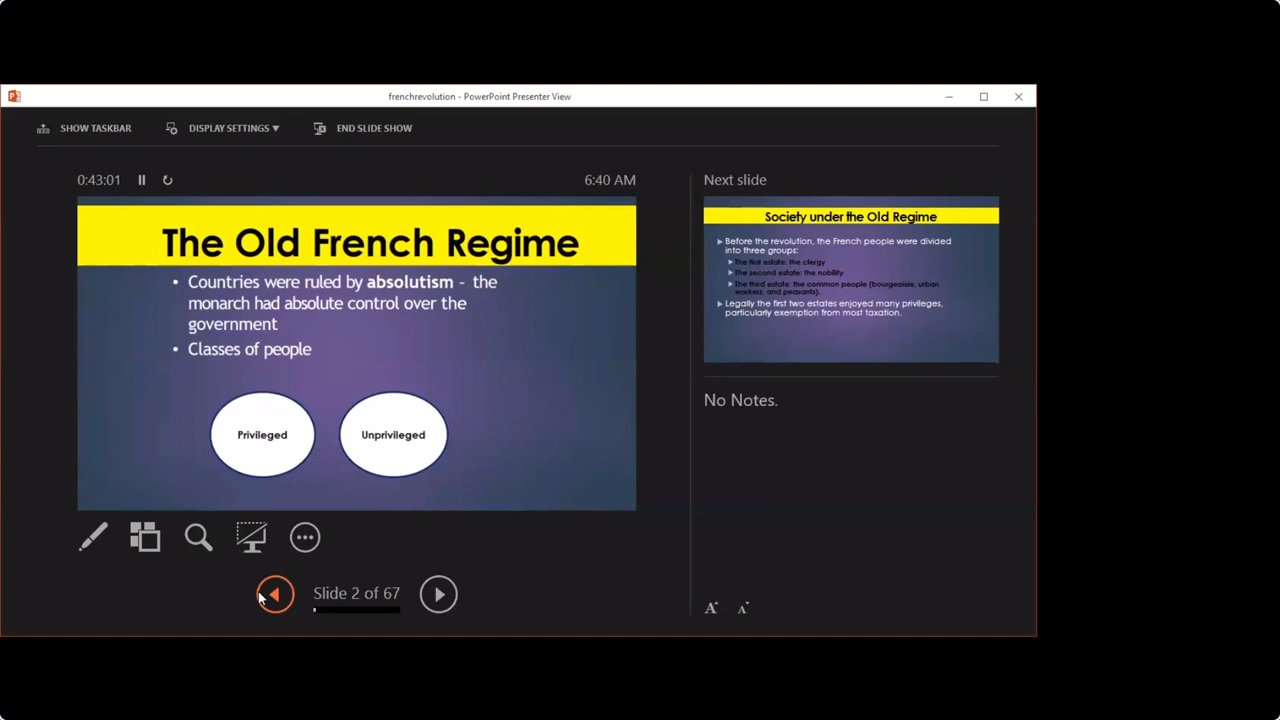 frenchrevolution - PowerPoint Presenter View
SHOW TASKBAR
DISPLAY SETTINGS ▼
END SLIDE SHOW
0:43:01
6:40 AM
The Old French Regime
• Countries were ruled by absolutism - the
monarch had absolute control over the
government
• Classes of people
Privileged
Unprivileged
Slide 2 of 67
Next slide
Society under the Old Regime
Before the revolution, the French people were divided
into three groups:
The first estate: the clergy
The second estate: the nobility
The third estate: the common people (bourgeoisie, urban
workers, and peasants).
Legally the first two estates enjoyed many privileges,
particularly exemption from most taxation.
No Notes.
A A